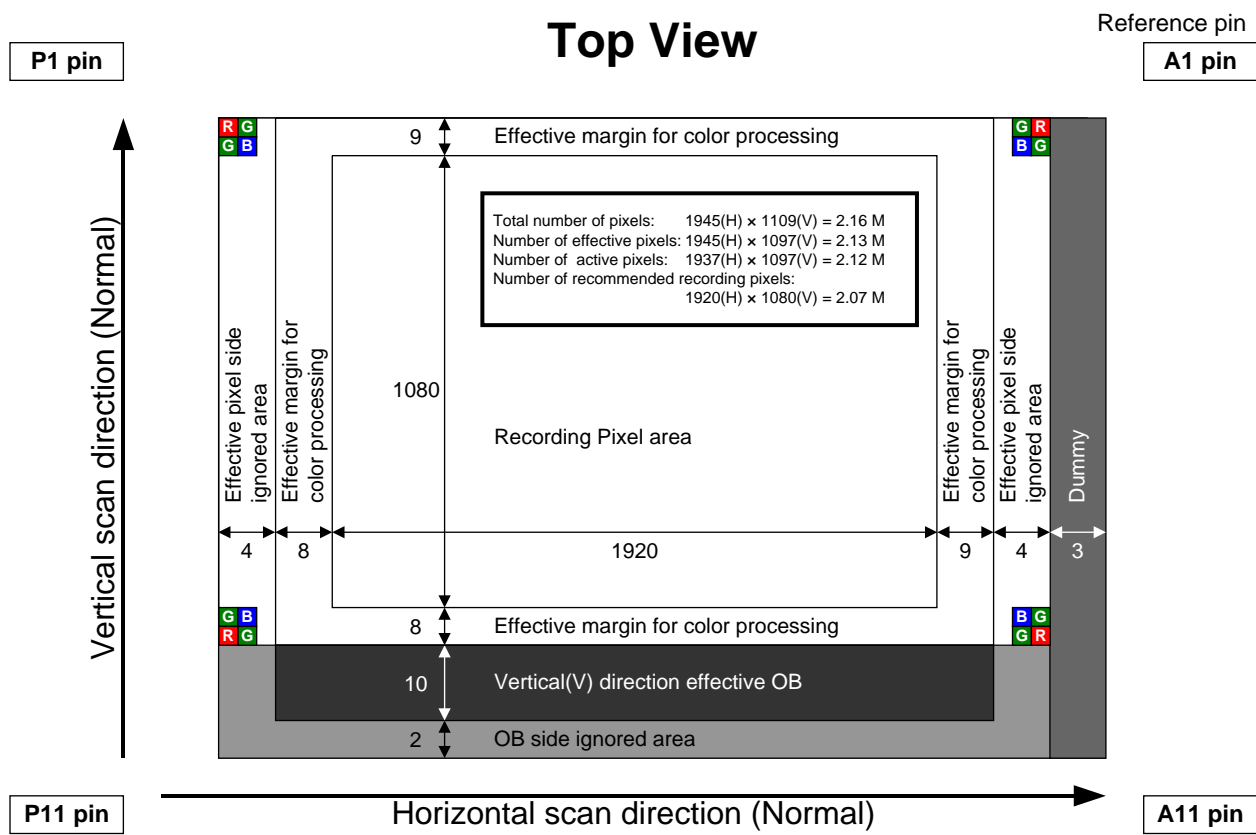 Top View
Reference pin
P1 pin
A1 pin
R G
G B
G R
B G
9
Effective margin for color processing
Total number of pixels: 1945(H) × 1109(V) = 2.16 M
Number of effective pixels: 1945(H) × 1097(V) = 2.13 M
Number of active pixels: 1937(H) × 1097(V) = 2.12 M
Number of recommended recording pixels:
1920(H) × 1080(V) = 2.07 M
Vertical scan direction (Normal)
Effective pixel side
ignored area
Effective margin for
color processing
1080
Recording Pixel area
Effective margin for
color processing
Effective pixel side
ignored area
Dummy
4
8
1920
9
4
3
G B
R G
B G
G R
8
Effective margin for color processing
10
Vertical(V) direction effective OB
2
OB side ignored area
P11 pin
Horizontal scan direction (Normal)
A11 pin